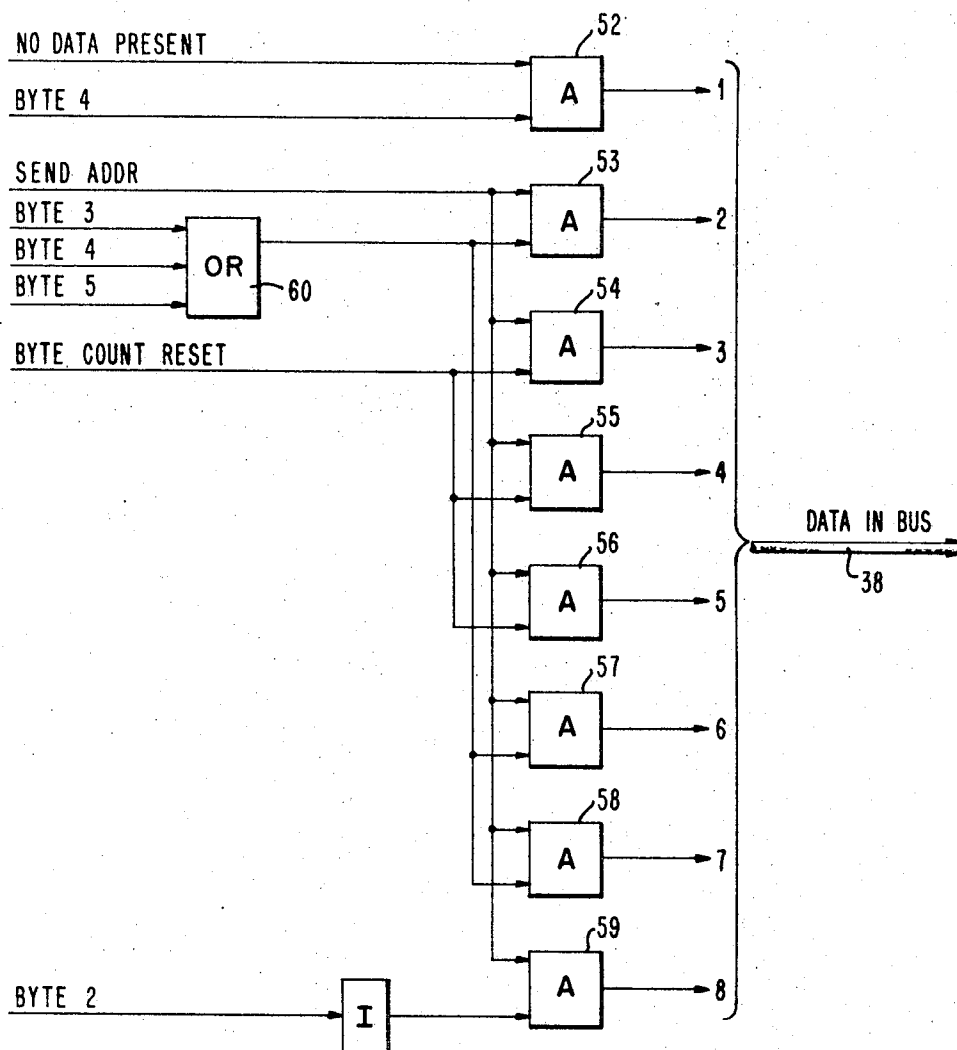 52
NO DATA PRESENT
A
1
BYTE 4
53
SEND ADDR
A
2
BYTE 3
BYTE 4
OR
BYTE 5
60
54
BYTE COUNT RESET
A
3
55
A
4
DATA IN BUS
38
56
A
5
57
A
6
58
A
7
59
A
8
BYTE 2
I